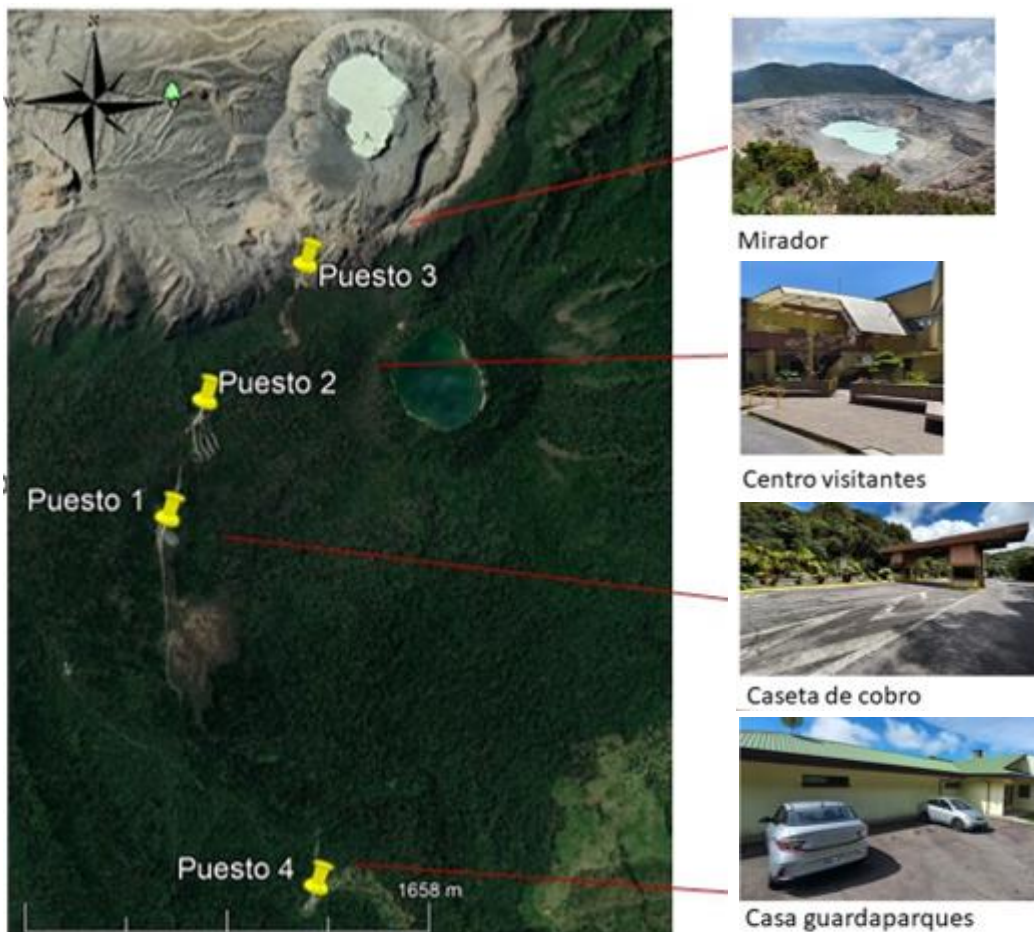 Mirador
Puesto 3
Centro visitantes
Puesto 2
Puesto 1
Caseta de cobro
Puesto 4
1658 m
Casa guardaparques